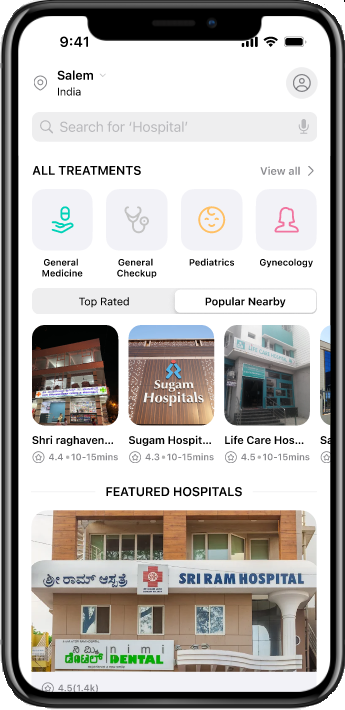 9:41
Salem
India
Search for ‘Hospital’
ALL TREATMENTS
View all
General
Medicine
General
Checkup
Pediatrics
Gynecology
Top Rated
Popular Nearby
Sugam
Hospitals
LIFE CARE HOSPITAL
Shri raghaven...
Sugam Hospit...
Life Care Hos...
Sa
4.4 • 10-15mins
4.3 • 10-15mins
4.5 • 10-15mins
FEATURED HOSPITALS
ಶ್ರೀ ರಾಮ್ ಆಸ್ಪತ್ರೆ
SRI RAM HOSPITAL
ನಿಮ್ಮಿ
nimi
ಡೆಂಟಲ್
DENTAL
4.5(1.4k)